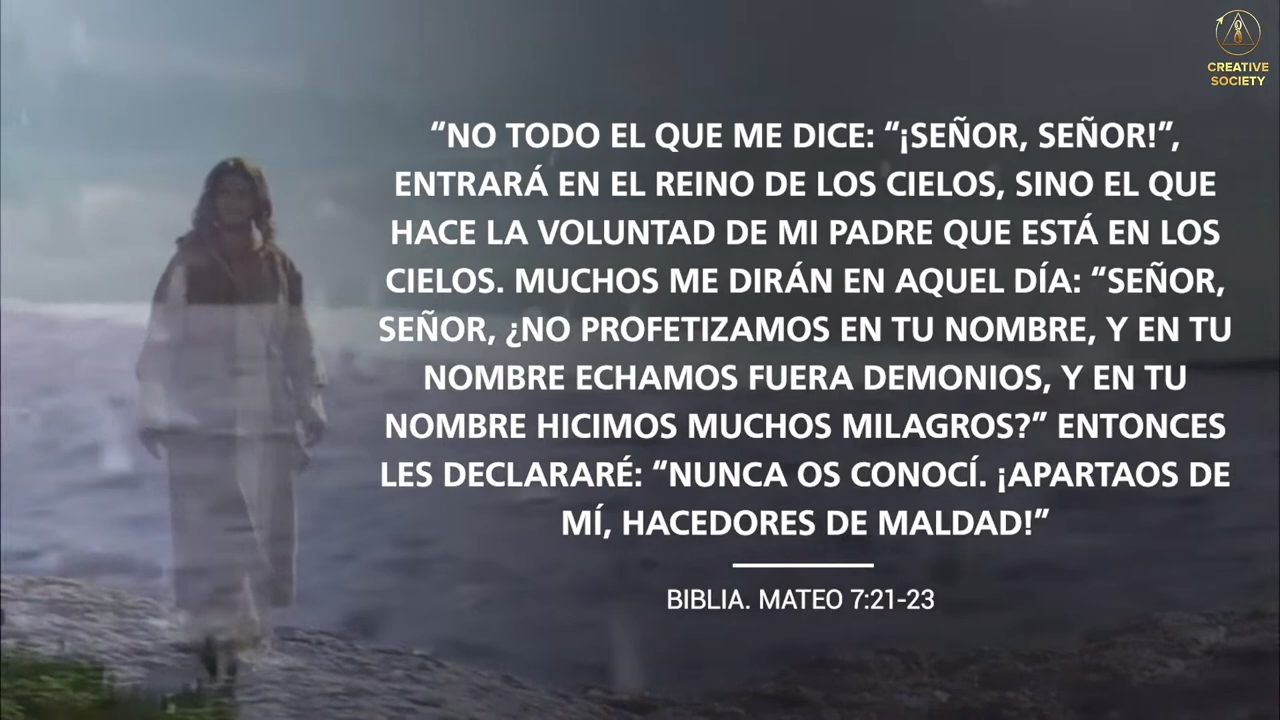 CREATIVE
SOCIETY
“NO TODO EL QUE ME DICE: “¡SEÑOR, SEÑOR!”,
ENTRARÁ EN EL REINO DE LOS CIELOS, SINO EL QUE
HACE LA VOLUNTAD DE MI PADRE QUE ESTÁ EN LOS
CIELOS. MUCHOS ME DIRÁN EN AQUEL DÍA: “SEÑOR,
SEÑOR, ¿NO PROFETIZAMOS EN TU NOMBRE, Y EN TU
NOMBRE ECHAMOS FUERA DEMONIOS, Y EN TU
NOMBRE HICIMOS MUCHOS MILAGROS?” ENTONCES
LES DECLARARÉ: “NUNCA OS CONOCÍ. ¡APARTAOS DE
MÍ, HACEDORES DE MALDAD!”
BIBLIA. MATEO 7:21-23